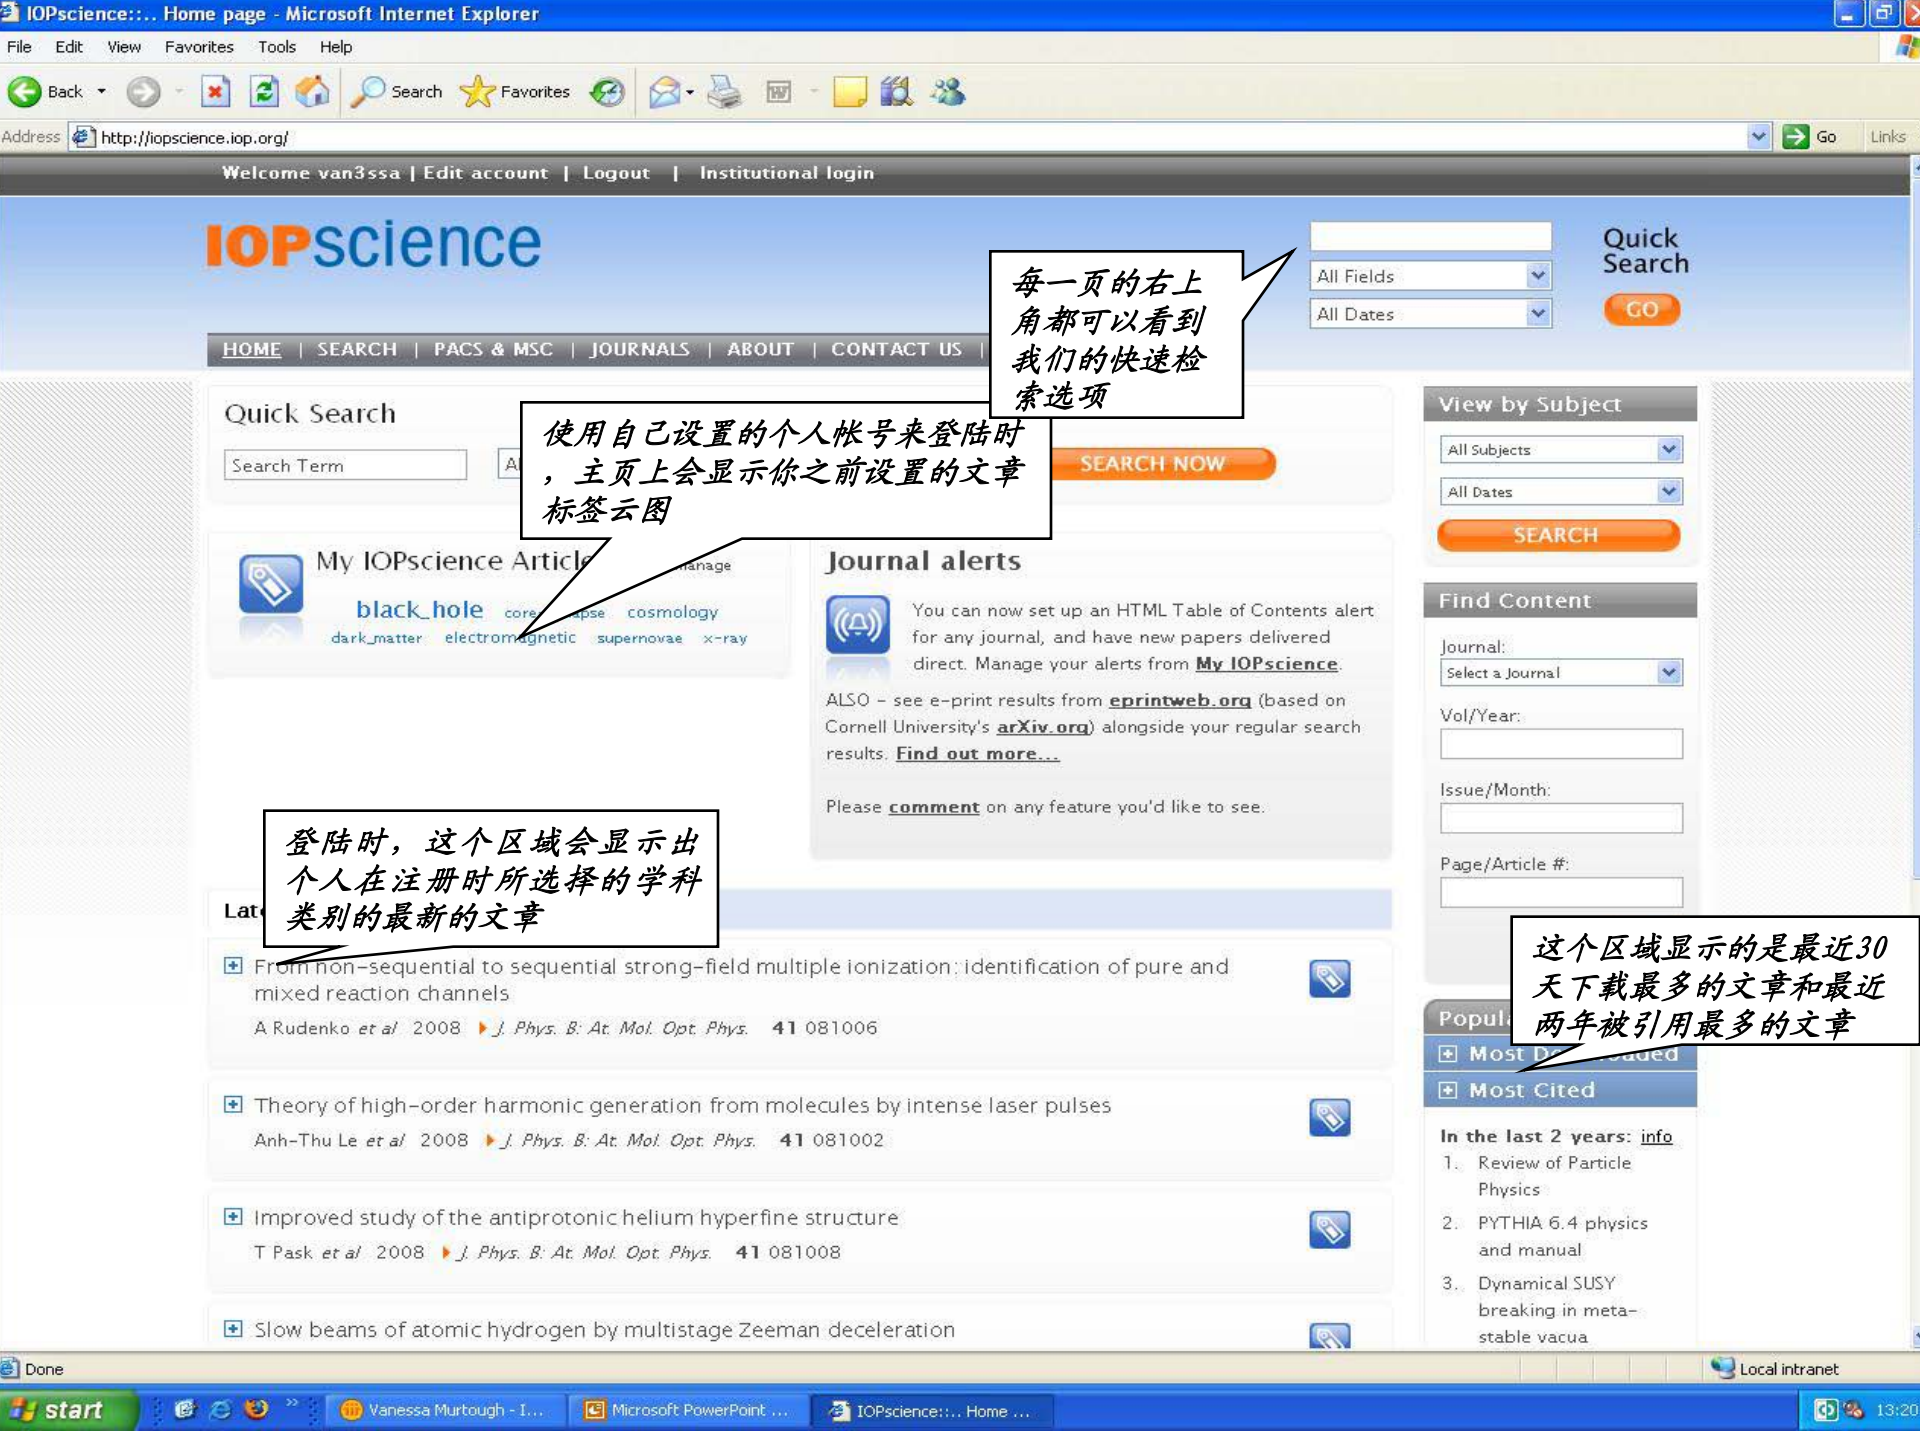 IOPscience::.. Home page - Microsoft Internet Explorer
File Edit View Favorites Tools Help
Back Search Favorites
Address http://iopscience.iop.org/ Go Links
Welcome van3ssa | Edit account | Logout | Institutional login
IOPscience
Quick
Search
All Fields
All Dates
GO
每一页的右上
角都可以看到
我们的快速检
索选项
HOME | SEARCH | PACS & MSC | JOURNALS | ABOUT | CONTACT US |
Quick Search
Search Term
SEARCH NOW
使用自己设置的个人帐号来登陆时
，主页上会显示你之前设置的文章
标签云图
View by Subject
All Subjects
All Dates
SEARCH
My IOPscience
black_hole cosmology
dark_matter electromagnetic supernovae x-ray
Journal alerts
You can now set up an HTML Table of Contents alert
for any journal, and have new papers delivered
direct. Manage your alerts from My IOPscience.
ALSO – see e-print results from eprintweb.org (based on
Cornell University's arXiv.org) alongside your regular search
results. Find out more...
Please comment on any feature you'd like to see.
Find Content
Journal:
Select a Journal
Vol/Year:
Issue/Month:
Page/Article #:
登陆时，这个区域会显示出
个人在注册时所选择的学科
类别的最新的文章
From non-sequential to sequential strong-field multiple ionization: identification of pure and
mixed reaction channels
A Rudenko et al 2008 J. Phys. B: At. Mol. Opt. Phys. 41 081006
Theory of high-order harmonic generation from molecules by intense laser pulses
Anh-Thu Le et al 2008 J. Phys. B: At. Mol. Opt. Phys. 41 081002
Improved study of the antiprotonic helium hyperfine structure
T Pask et al 2008 J. Phys. B: At. Mol. Opt. Phys. 41 081008
Slow beams of atomic hydrogen by multistage Zeeman deceleration
这个区域显示的是最近30
天下载最多的文章和最近
两年被引用最多的文章
Most
Most Cited
In the last 2 years: info
1. Review of Particle
Physics
2. PYTHIA 6.4 physics
and manual
3. Dynamical SUSY
breaking in meta-
stable vacua
Done Local intranet
start Vanessa Murtough - I... Microsoft PowerPoint ... IOPscience::.. Home ... 13:20